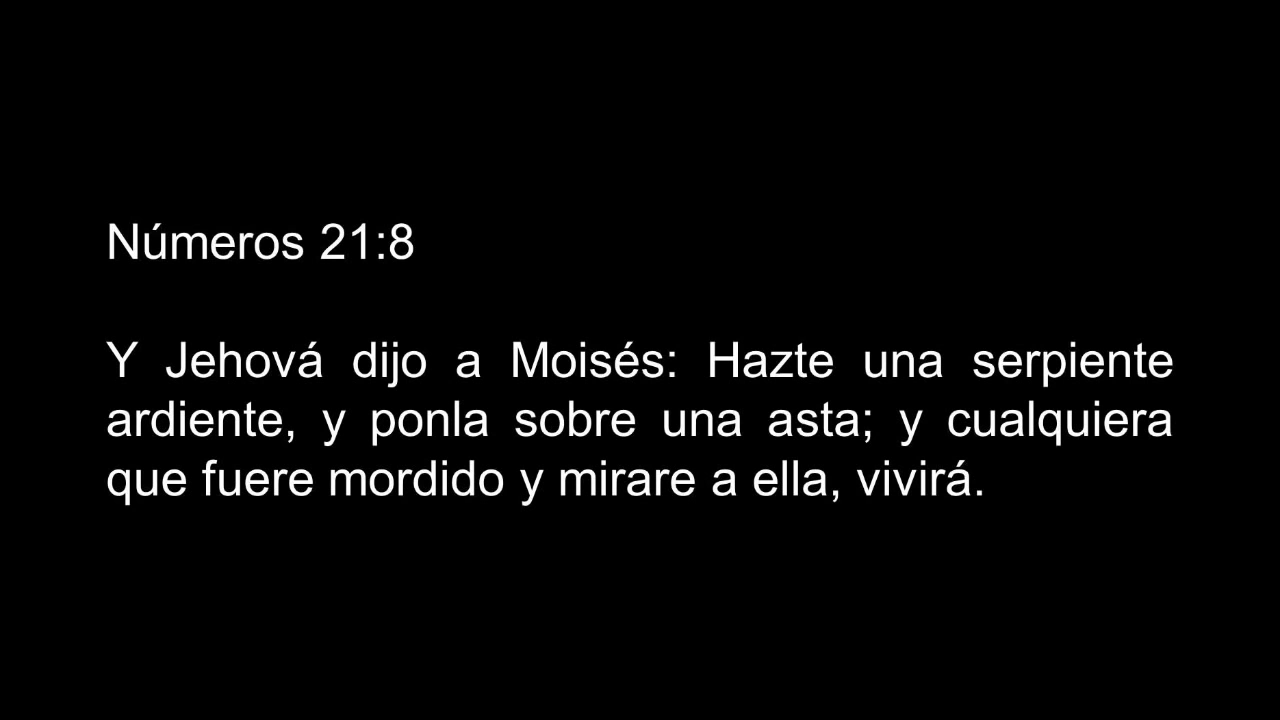 Números 21:8
Y Jehová dijo a Moisés: Hazte una serpiente
ardiente, y ponla sobre una asta; y cualquiera
que fuere mordido y mirare a ella, vivirá.